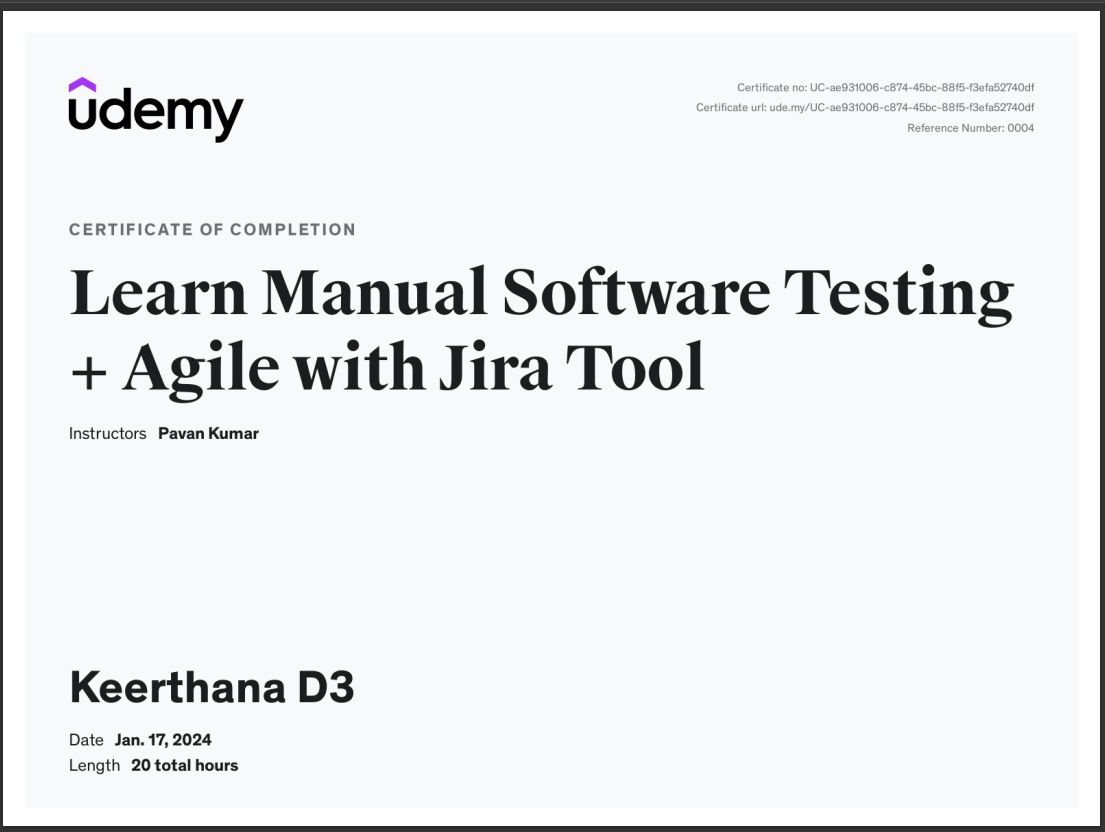 udemy
Certificate no: UC-ae931006-c874-45bc-88f5-f3efa52740df
Certificate url: ude.my/UC-ae931006-c874-45bc-88f5-f3efa52740df
Reference Number: 0004
CERTIFICATE OF COMPLETION
Learn Manual Software Testing
+ Agile with Jira Tool
Instructors Pavan Kumar
Keerthana D3
Date Jan. 17, 2024
Length 20 total hours